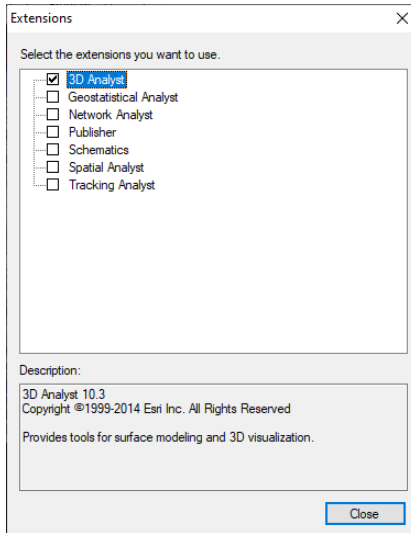 Extensions
Select the extensions you want to use.
3D Analyst
Geostatistical Analyst
Network Analyst
Publisher
Schematics
Spatial Analyst
Tracking Analyst
Description:
3D Analyst 10.3
Copyright ©1999-2014 Esri Inc. All Rights Reserved
Provides tools for surface modeling and 3D visualization.
Close